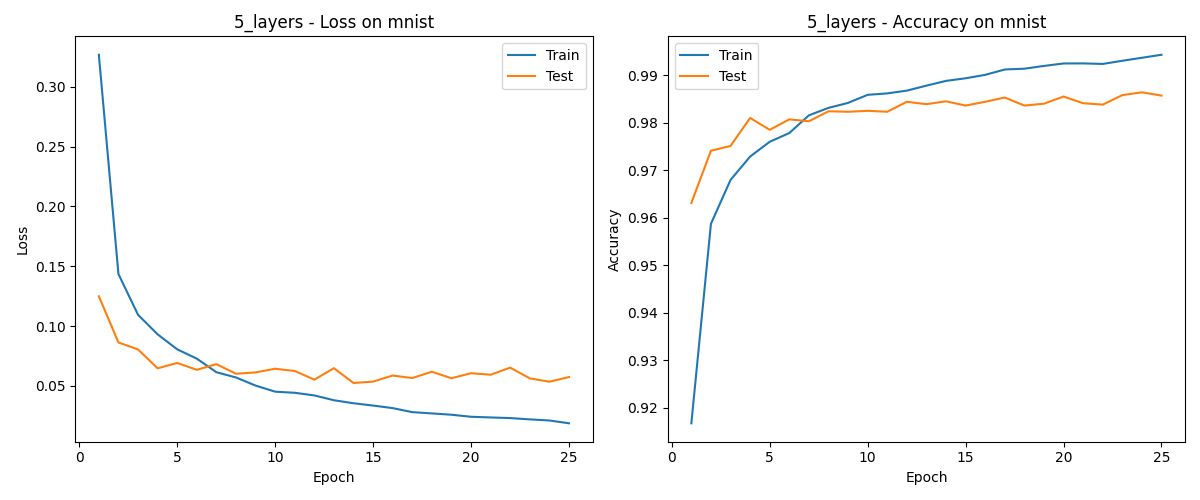 5_layers - Loss on mnist
Train
Test
0.30
0.25
0.20
0.15
0.10
0.05
Loss
0 5 10 15 20 25
Epoch
5_layers - Accuracy on mnist
Train
Test
0.99
0.98
0.97
0.96
0.95
0.94
0.93
0.92
Accuracy
0 5 10 15 20 25
Epoch